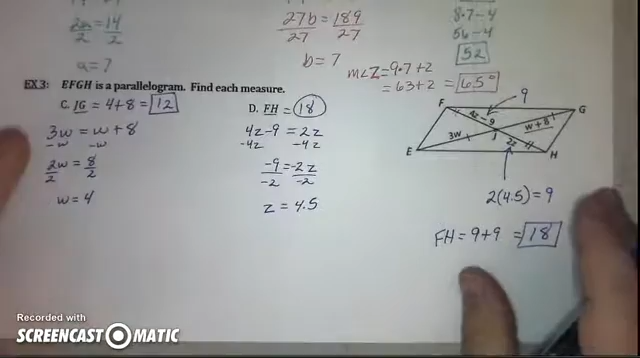 2a = 14
2 2
a = 7
27b = 189
27 27
b = 7
8·7-4
56-4
52
m∠Z = 9·7+2
= 63+2 = 65°
EX 3: EFGH is a parallelogram. Find each measure.
C. JG = 4+8 = 12
3w = w + 8
-w -w
2w = 8
2 2
w = 4
D. FH = 18
4z-9 = 2z
-4z -4z
-9 = -2z
-2 -2
z = 4.5
9
F
G
4z-9
w+8
3w
J
2z
E
H
2(4.5) = 9
FH = 9+9 = 18
Recorded with
SCREENCAST-O-MATIC